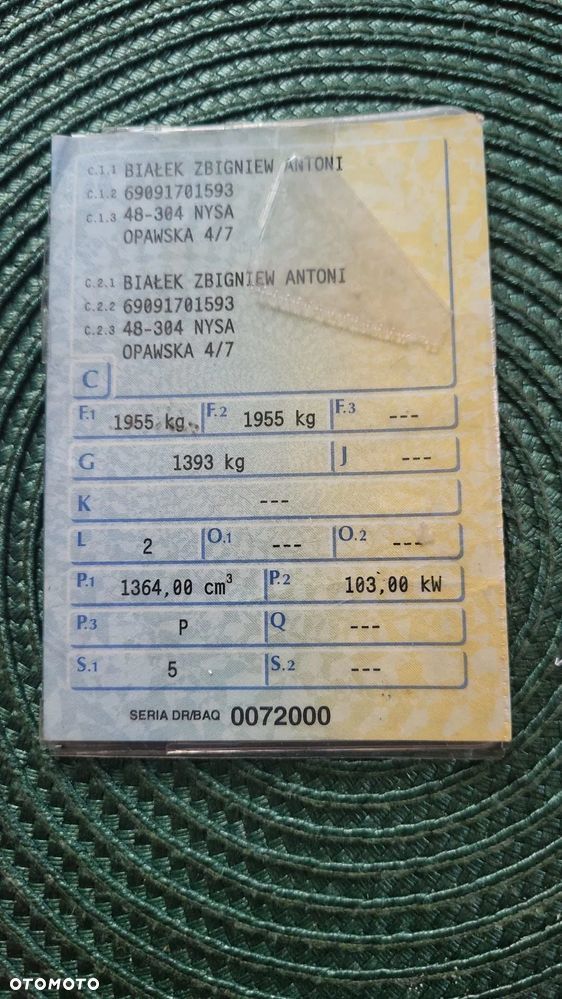 C.1.1 BIAŁEK ZBIGNIEW ANTONI
C.1.2 69091701593
C.1.3 48-304 NYSA
OPAWSKA 4/7
C.2.1 BIAŁEK ZBIGNIEW ANTONI
C.2.2 69091701593
C.2.3 48-304 NYSA
OPAWSKA 4/7
C
F.1 1955 kg F.2 1955 kg F.3 ---
G 1393 kg J ---
K ---
L 2 O.1 --- O.2 ---
P.1 1364,00 cm³ P.2 103,00 kW
P.3 P Q ---
S.1 5 S.2 ---
SERIA DR/BAQ 0072000
OTOMOTO